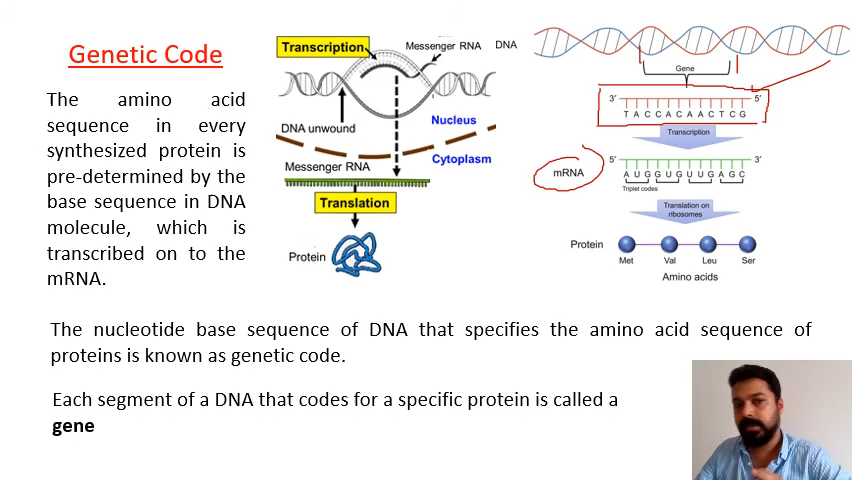 Genetic Code
The amino acid
sequence in every
synthesized protein is
pre-determined by the
base sequence in DNA
molecule, which is
transcribed on to the
mRNA.
Transcription
Messenger RNA
DNA
DNA unwound
Nucleus
Cytoplasm
Messenger RNA
Translation
Protein
Gene
3′ 5′
T A C C A C A A C T C G
Transcription
5′ 3′
mRNA
A U G G U G U U G A G C
Triplet codes
Translation on
ribosomes
Protein
Met Val Leu Ser
Amino acids
The nucleotide base sequence of DNA that specifies the amino acid sequence of
proteins is known as genetic code.
Each segment of a DNA that codes for a specific protein is called a
gene